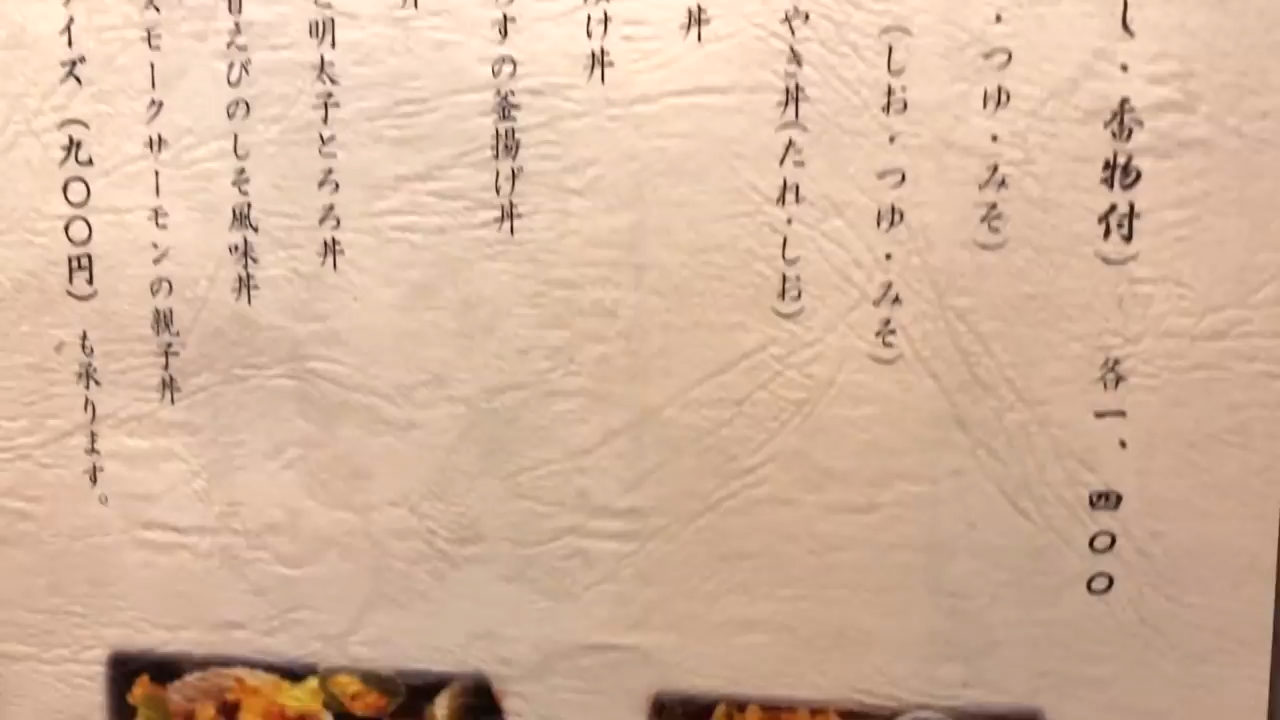 し・香物付) 各一、四〇〇
・つゆ・みそ)
(しお・つゆ・みそ)
やき丼(たれ・しお)
丼
け丼
すの釜揚げ丼
丼
明太子とろろ丼
甘えびのしそ風味丼
スモークサーモンの親子丼
イズ(九〇〇円)も承ります。